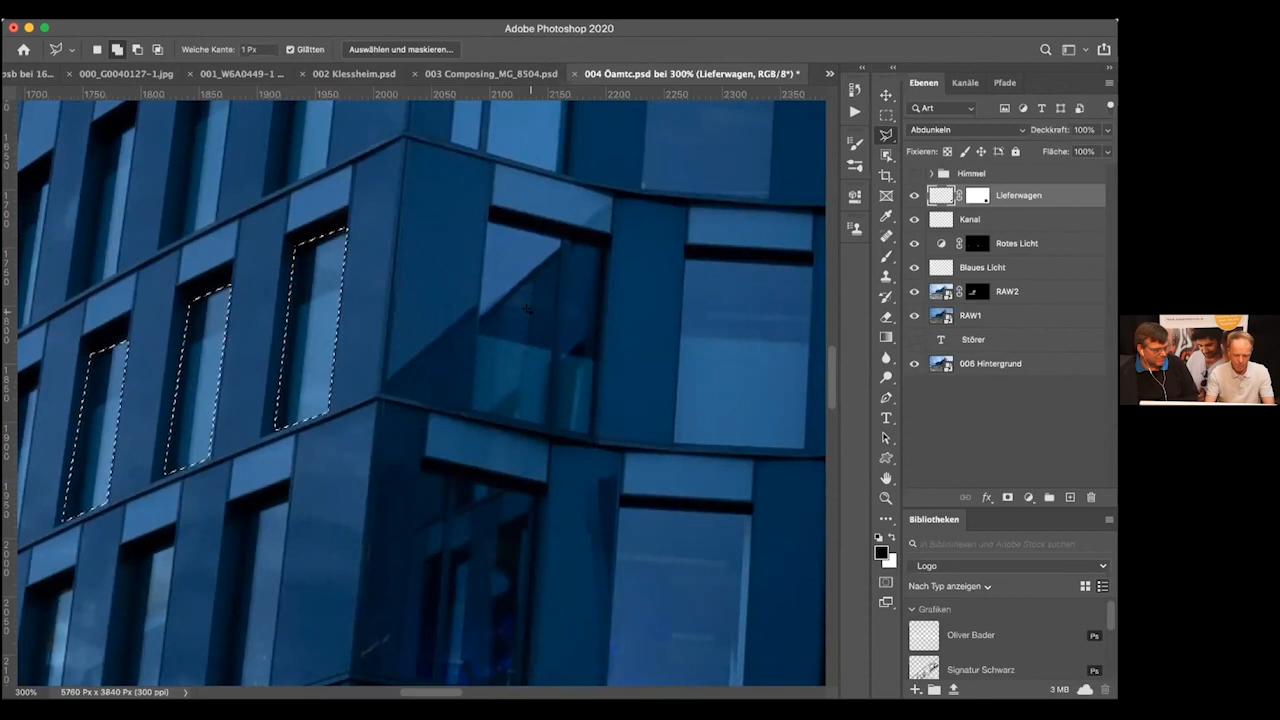 Adobe Photoshop 2020
Weiche Kante: 1 Px Glätten Auswählen und maskieren...
psb bei 16... × 000_G0040127-1.jpg × 001_W6A0449-1 ... × 002 Klessheim.psd × 003 Composing_MG_8504.psd × 004 Öamtc.psd bei 300% (Lieferwagen, RGB/8*) *
1700 1750 1800 1850 1900 1950 2000 2050 2100 2150 2200 2250 2300 2350
Ebenen Kanäle Pfade
Art
Abdunkeln Deckkraft: 100%
Fixieren: Fläche: 100%
Himmel
Lieferwagen
Kanal
Rotes Licht
Blaues Licht
RAW2
RAW1
Störer
006 Hintergrund
fx
Bibliotheken
In Bibliotheken und Adobe Stock suchen
Logo
Nach Typ anzeigen
Grafiken
Oliver Bader Ps
Signatur Schwarz Ps
3 MB
300% 5760 Px x 3840 Px (300 ppi)